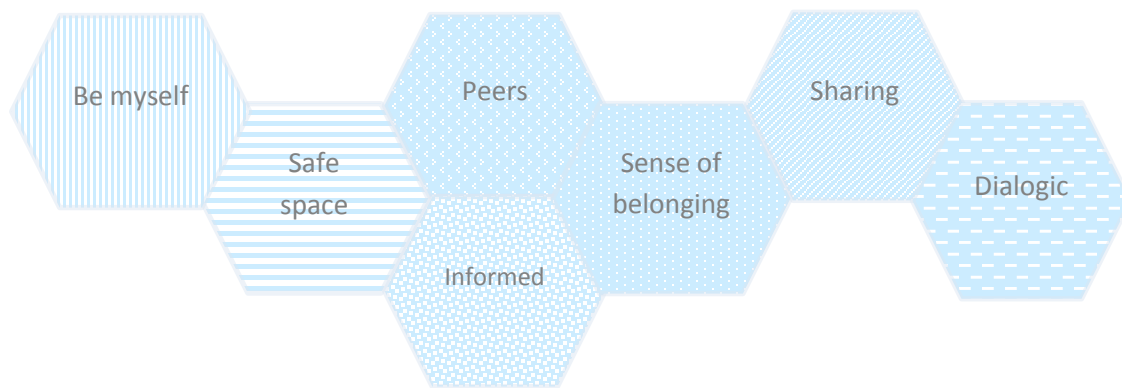 Be myself
Safe
space
Peers
Informed
Sense of
belonging
Sharing
Dialogic